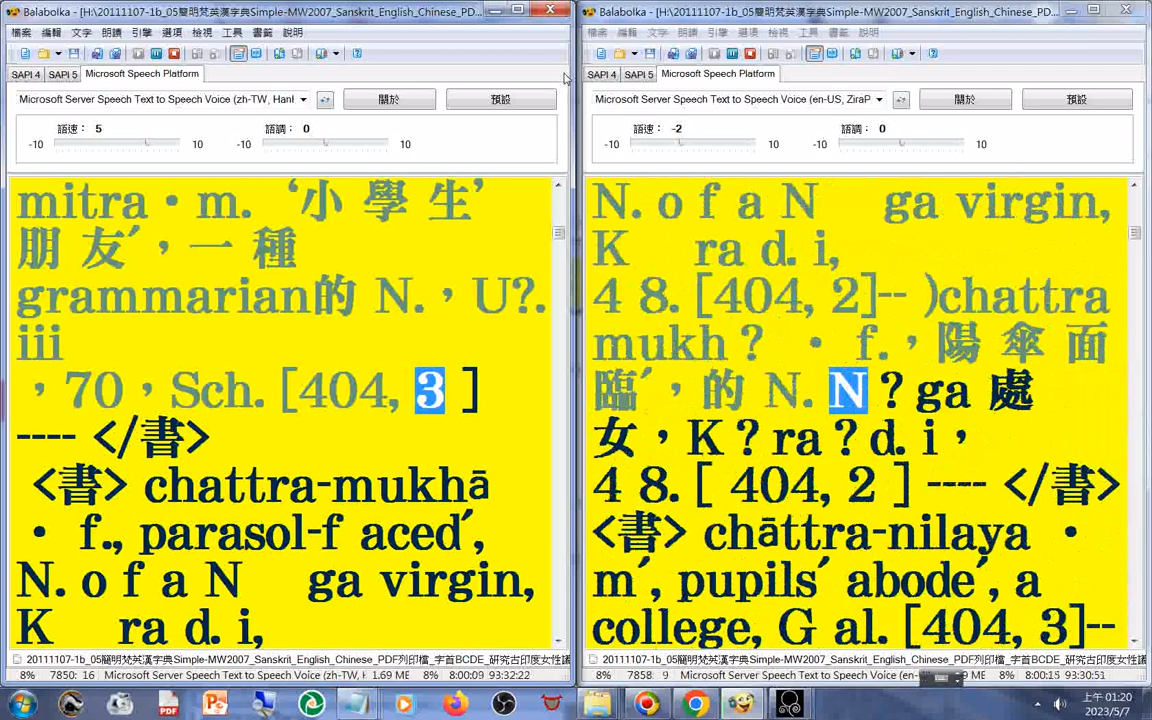 Balabolka - [H:\20111107-1b_05簡明梵英漢字典Simple-MW2007_Sanskrit_English_Chinese_PD...
檔案 編輯 文字 朗讀 引擎 選項 檢視 工具 書籤 說明
SAPI 4 SAPI 5 Microsoft Speech Platform
Microsoft Server Speech Text to Speech Voice (zh-TW, HanH
關於 預設
語速： 5 語調： 0
-10 10 -10 10
mitra•m. ‘小 學 生’
朋 友′，一 種
grammarian的 N.，U?.
iii
，70，Sch. [404, 3 ]
---- </書>
<書> chattra-mukhā
• f., parasol-f aced′,
N. o f a N ga virgin,
K ra d. i,
20111107-1b_05簡明梵英漢字典Simple-MW2007_Sanskrit_English_Chinese_PDF列印檔_字首BCDE_研究古印度女性議
8% 7850: 16 Microsoft Server Speech Text to Speech Voice (zh-TW, H 1.69 ME 8% 8:00:09 93:32:22
Balabolka - [H:\20111107-1b_05簡明梵英漢字典Simple-MW2007_Sanskrit_English_Chinese_PD...
檔案 編輯 文字 朗讀 引擎 選項 檢視 工具 書籤 說明
SAPI 4 SAPI 5 Microsoft Speech Platform
Microsoft Server Speech Text to Speech Voice (en-US, ZiraP
關於 預設
語速： -2 語調： 0
-10 10 -10 10
N. o f a N ga virgin,
K ra d. i,
4 8. [404, 2]-- )chattra
mukh？ • f.，陽 傘 面
臨′，的 N. N？ga 處
女，K？ra？d. i，
4 8. [ 404, 2 ] ---- </書>
<書> chāttra-nilaya •
m′, pupils′ abode′, a
college, G al. [404, 3]--
20111107-1b_05簡明梵英漢字典Simple-MW2007_Sanskrit_English_Chinese_PDF列印檔_字首BCDE_研究古印度女性議
8% 7858 9 Microsoft Server Speech Text to Speech Voice (en-US, Z ME 8% 8:00:15 93:30:51
PDF
上午 01:20
2023/5/7